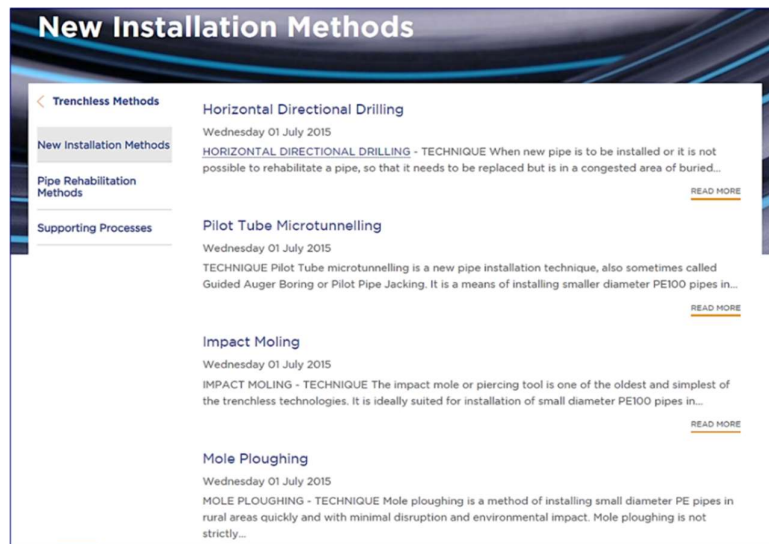 New Installation Methods
Trenchless Methods
New Installation Methods
Pipe Rehabilitation
Methods
Supporting Processes
Horizontal Directional Drilling
Wednesday 01 July 2015
HORIZONTAL DIRECTIONAL DRILLING - TECHNIQUE When new pipe is to be installed or it is not
possible to rehabilitate a pipe, so that it needs to be replaced but is in a congested area of buried...
READ MORE
Pilot Tube Microtunnelling
Wednesday 01 July 2015
TECHNIQUE Pilot Tube microtunnelling is a new pipe installation technique, also sometimes called
Guided Auger Boring or Pilot Pipe Jacking. It is a means of installing smaller diameter PE100 pipes in...
READ MORE
Impact Moling
Wednesday 01 July 2015
IMPACT MOLING - TECHNIQUE The impact mole or piercing tool is one of the oldest and simplest of
the trenchless technologies. It is ideally suited for installation of small diameter PE100 pipes in...
READ MORE
Mole Ploughing
Wednesday 01 July 2015
MOLE PLOUGHING - TECHNIQUE Mole ploughing is a method of installing small diameter PE pipes in
rural areas quickly and with minimal disruption and environmental impact. Mole ploughing is not
strictly...